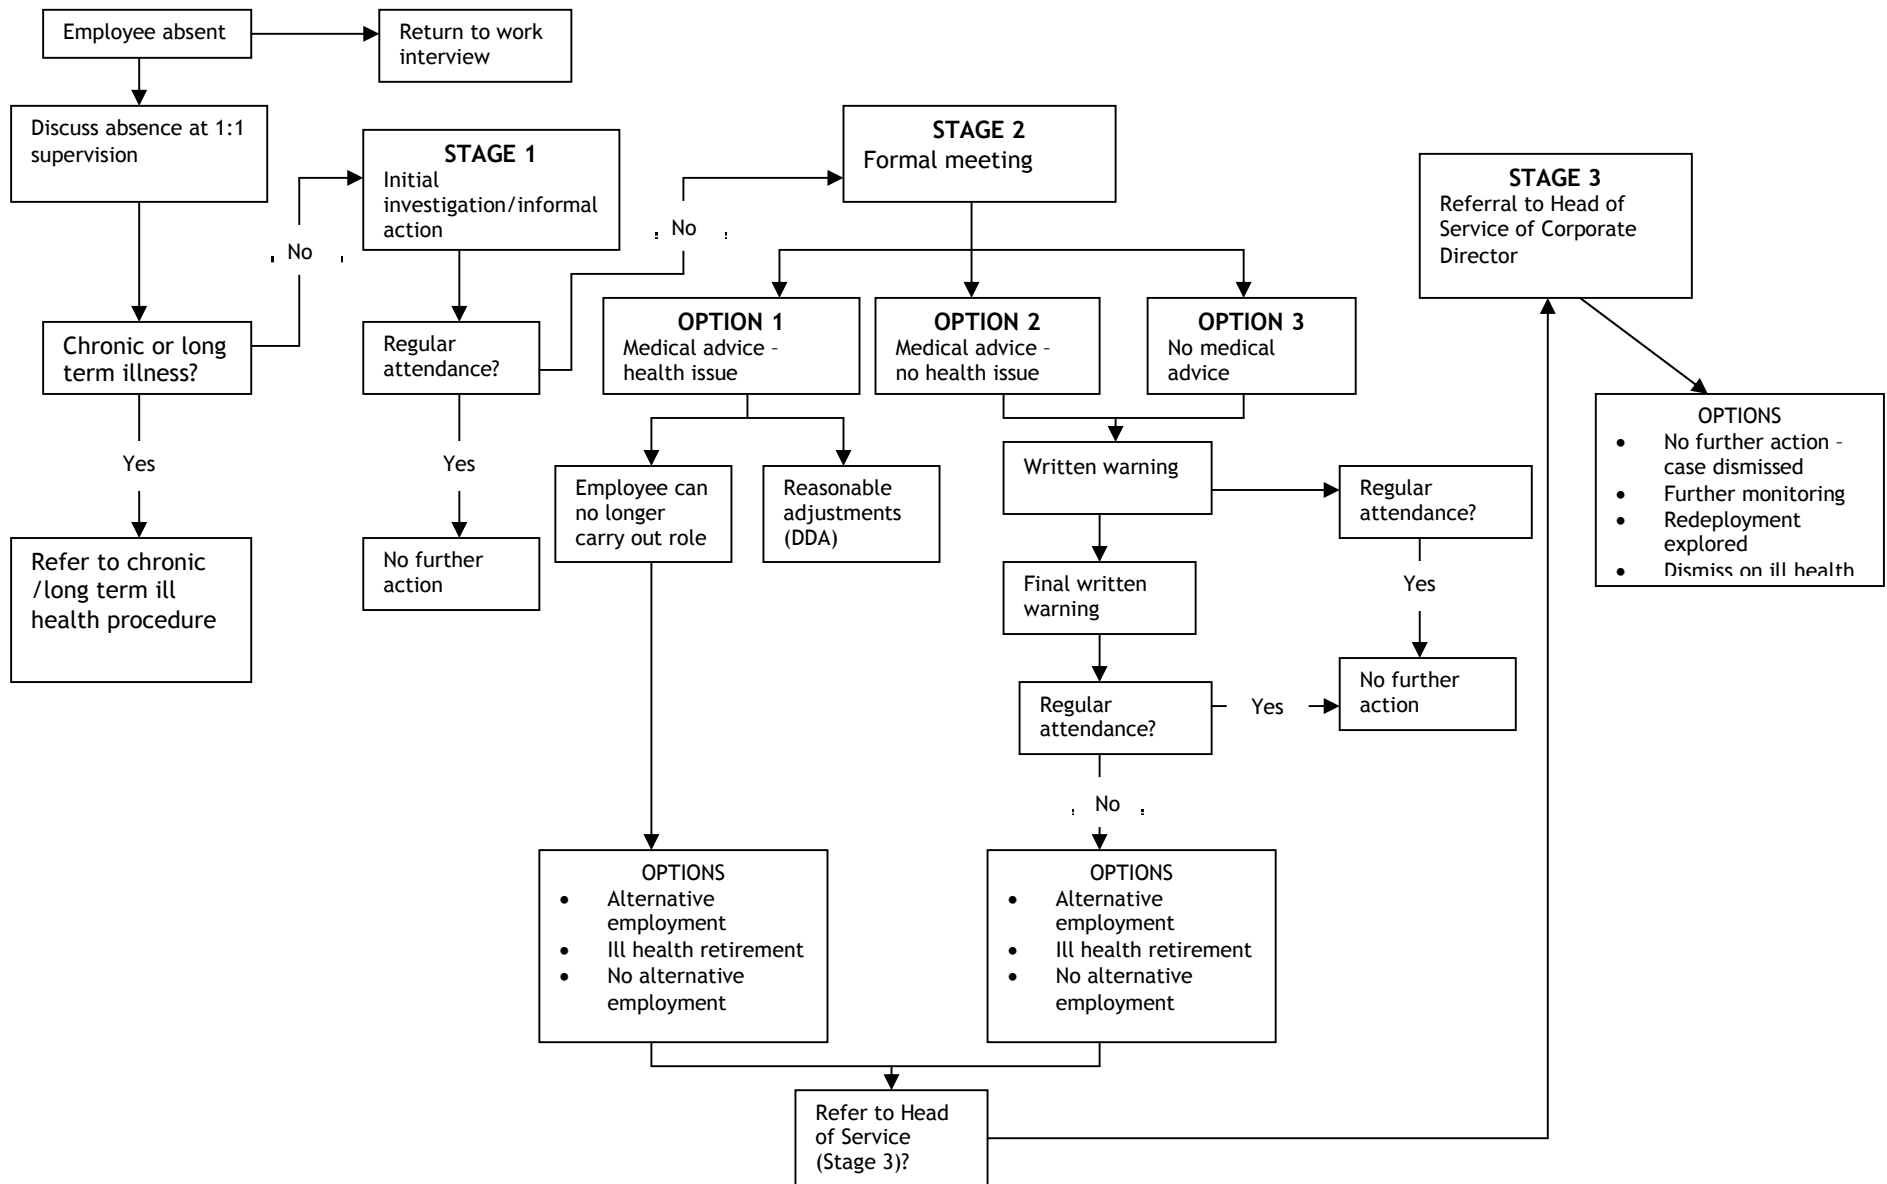 Employee absent
Return to work
interview
Discuss absence at 1:1
supervision
STAGE 1
Initial
investigation/informal
action
STAGE 2
Formal meeting
STAGE 3
Referral to Head of
Service of Corporate
Director
No
No
Chronic or long
term illness?
Regular
attendance?
OPTION 1
Medical advice –
health issue
OPTION 2
Medical advice –
no health issue
OPTION 3
No medical
advice
Yes
Yes
Refer to chronic
/long term ill
health procedure
No further
action
Employee can
no longer
carry out role
Reasonable
adjustments
(DDA)
Written warning
Regular
attendance?
OPTIONS
• No further action –
case dismissed
• Further monitoring
• Redeployment
explored
• Dismiss on ill health
Final written
warning
Yes
Regular
attendance?
Yes
No further
action
No
OPTIONS
• Alternative
employment
• Ill health retirement
• No alternative
employment
OPTIONS
• Alternative
employment
• Ill health retirement
• No alternative
employment
Refer to Head
of Service
(Stage 3)?